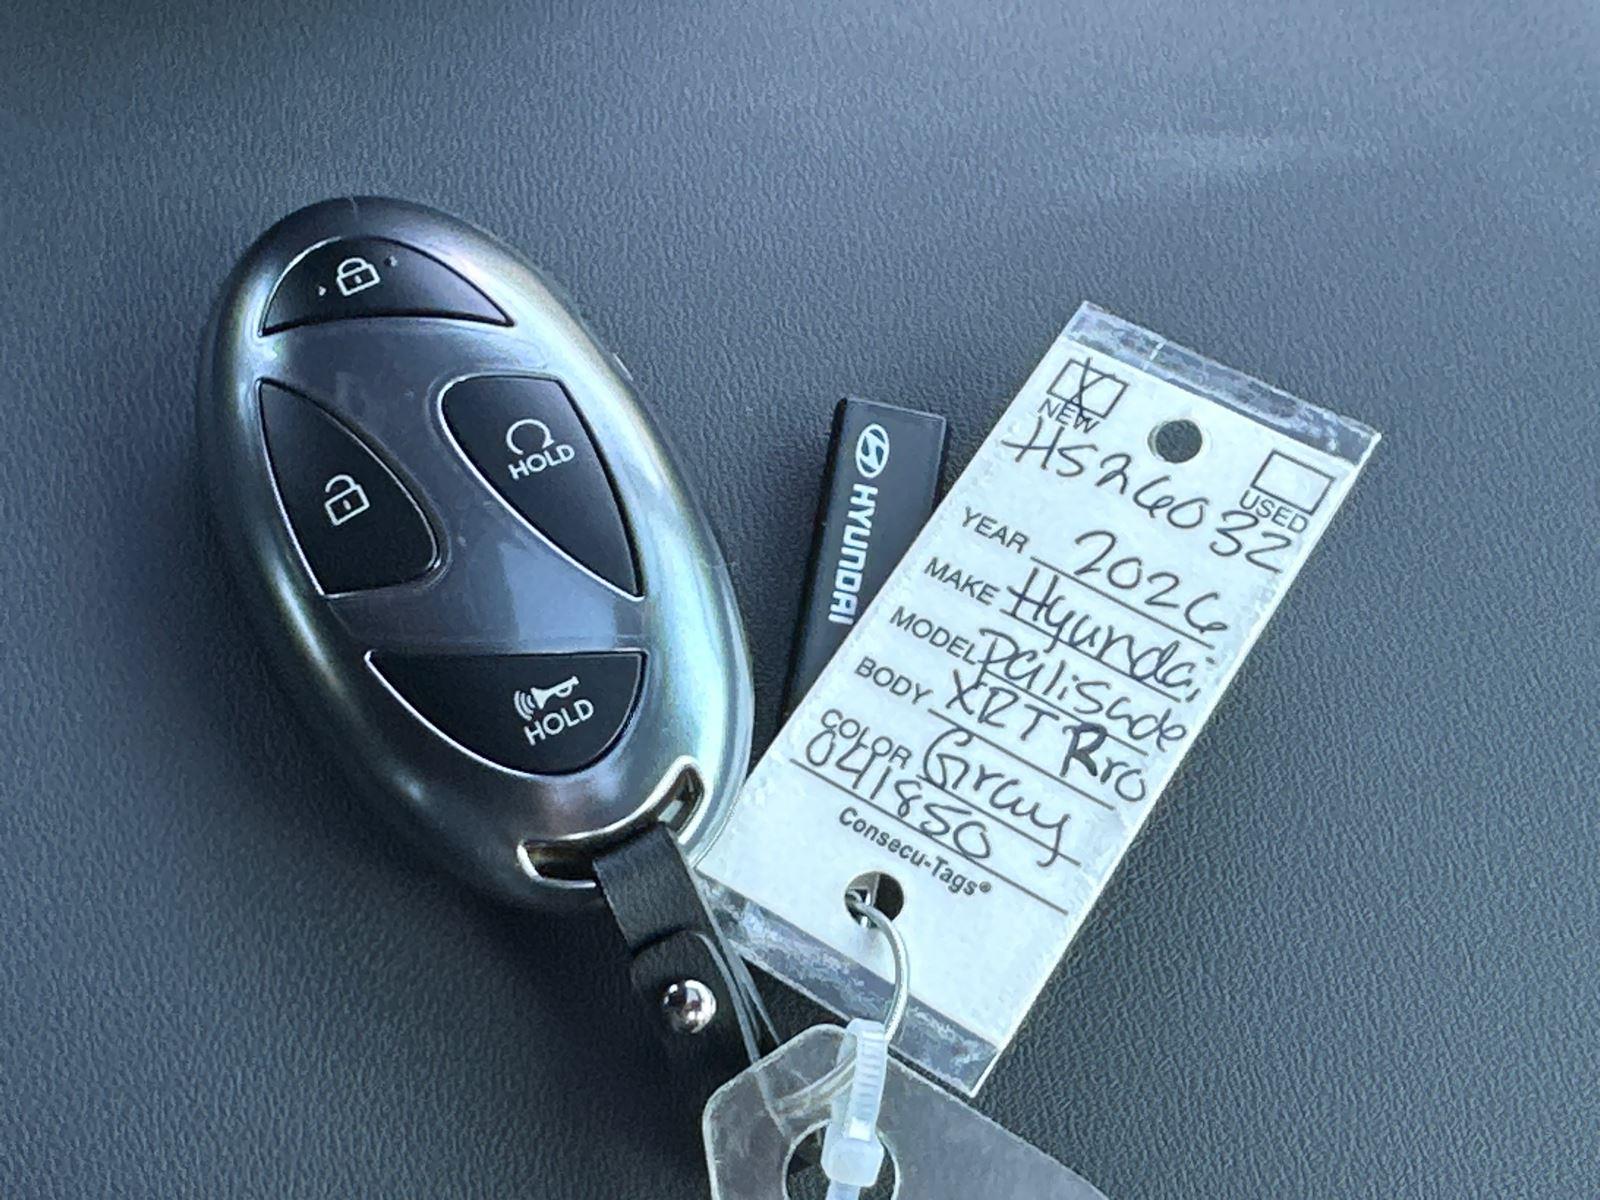 HOLD
HOLD
HYUNDAI
NEW
USED
HS26032
YEAR 2026
MAKE Hyundai
MODEL Palisade
BODY XRT Pro
COLOR Gray
041850
Consecu-Tags®